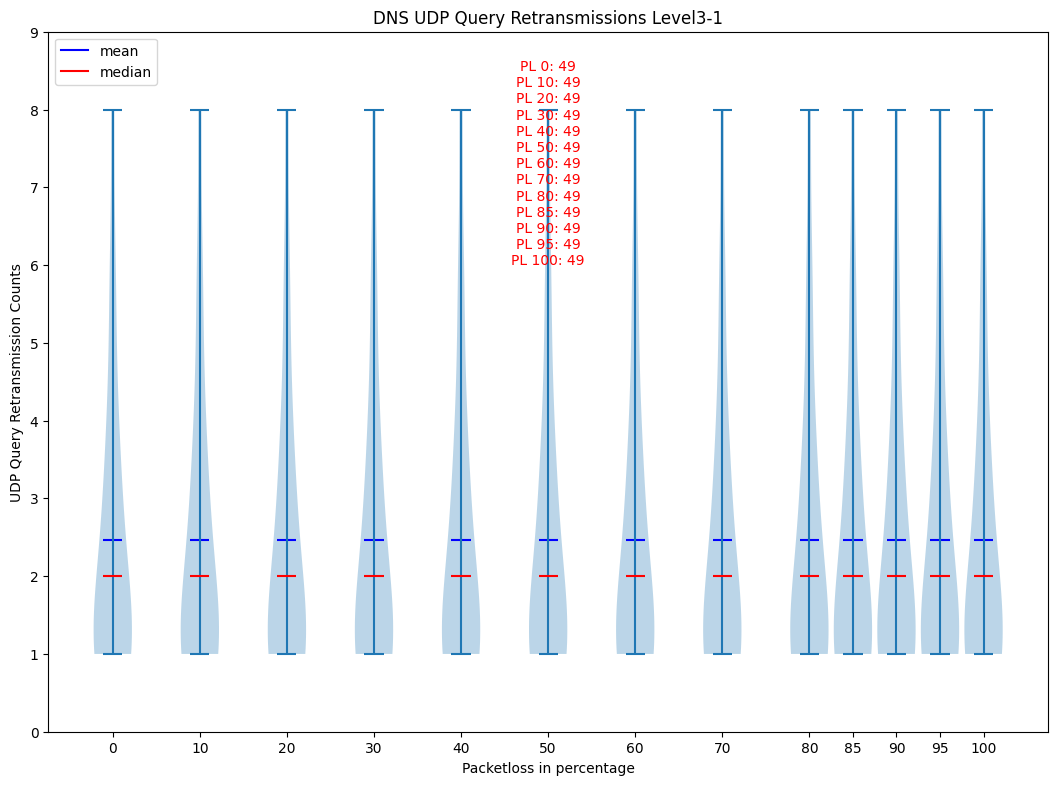 DNS UDP Query Retransmissions Level3-1
mean
median
PL 0: 49
PL 10: 49
PL 20: 49
PL 30: 49
PL 40: 49
PL 50: 49
PL 60: 49
PL 70: 49
PL 80: 49
PL 85: 49
PL 90: 49
PL 95: 49
PL 100: 49
UDP Query Retransmission Counts
9
8
7
6
5
4
3
2
1
0
0 10 20 30 40 50 60 70 80 85 90 95 100
Packetloss in percentage